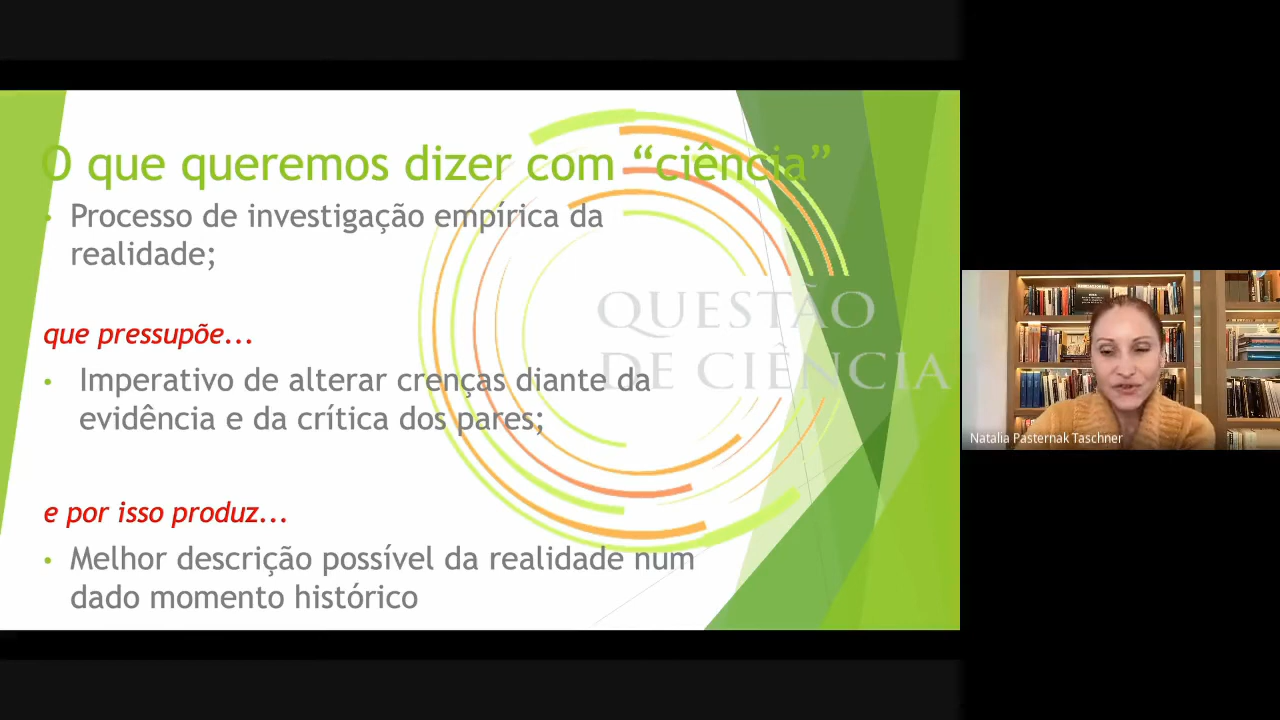 O que queremos dizer com “ciência”
• Processo de investigação empírica da
realidade;
que pressupõe...
• Imperativo de alterar crenças diante da
evidência e da crítica dos pares;
e por isso produz...
• Melhor descrição possível da realidade num
dado momento histórico
QUESTÃO
DE CIÊNCIA
Natalia Pasternak Taschner